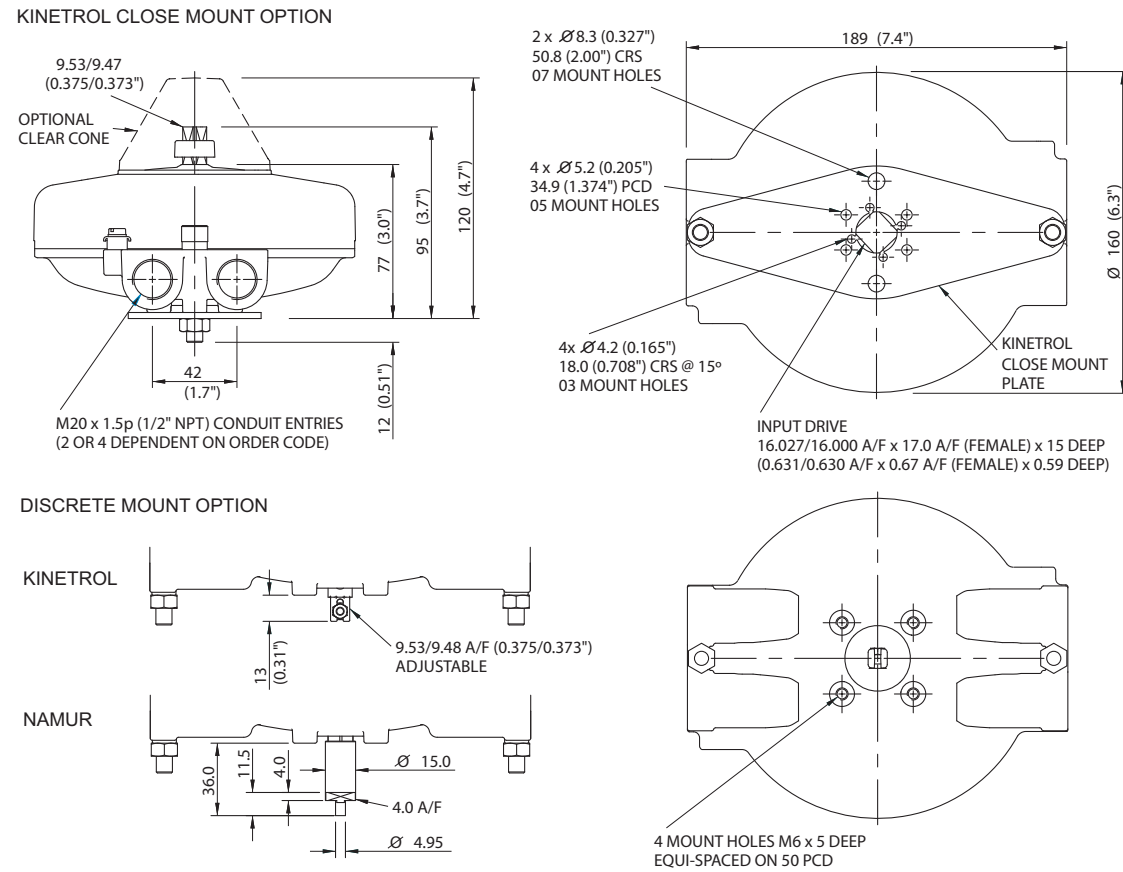 KINETROL CLOSE MOUNT OPTION
9.53/9.47
(0.375/0.373")
OPTIONAL
CLEAR CONE
77 (3.0")
95 (3.7")
120 (4.7")
42
(1.7")
12 (0.51")
M20 x 1.5p (1/2" NPT) CONDUIT ENTRIES
(2 OR 4 DEPENDENT ON ORDER CODE)
2 x Ø8.3 (0.327")
50.8 (2.00") CRS
07 MOUNT HOLES
189 (7.4")
4 x Ø5.2 (0.205")
34.9 (1.374") PCD
05 MOUNT HOLES
Ø 160 (6.3")
4x Ø4.2 (0.165")
18.0 (0.708") CRS @ 15º
03 MOUNT HOLES
KINETROL
CLOSE MOUNT
PLATE
INPUT DRIVE
16.027/16.000 A/F x 17.0 A/F (FEMALE) x 15 DEEP
(0.631/0.630 A/F x 0.67 A/F (FEMALE) x 0.59 DEEP)
DISCRETE MOUNT OPTION
KINETROL
13
(0.31")
9.53/9.48 A/F (0.375/0.373")
ADJUSTABLE
NAMUR
36.0
11.5
4.0
Ø 15.0
4.0 A/F
Ø 4.95
4 MOUNT HOLES M6 x 5 DEEP
EQUI-SPACED ON 50 PCD